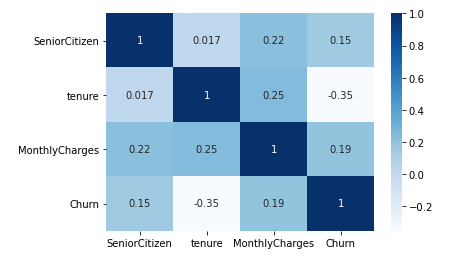 SeniorCitizen 1 0.017 0.22 0.15
tenure 0.017 1 0.25 -0.35
MonthlyCharges 0.22 0.25 1 0.19
Churn 0.15 -0.35 0.19 1
SeniorCitizen tenure MonthlyCharges Churn
1.0
0.8
0.6
0.4
0.2
0.0
−0.2